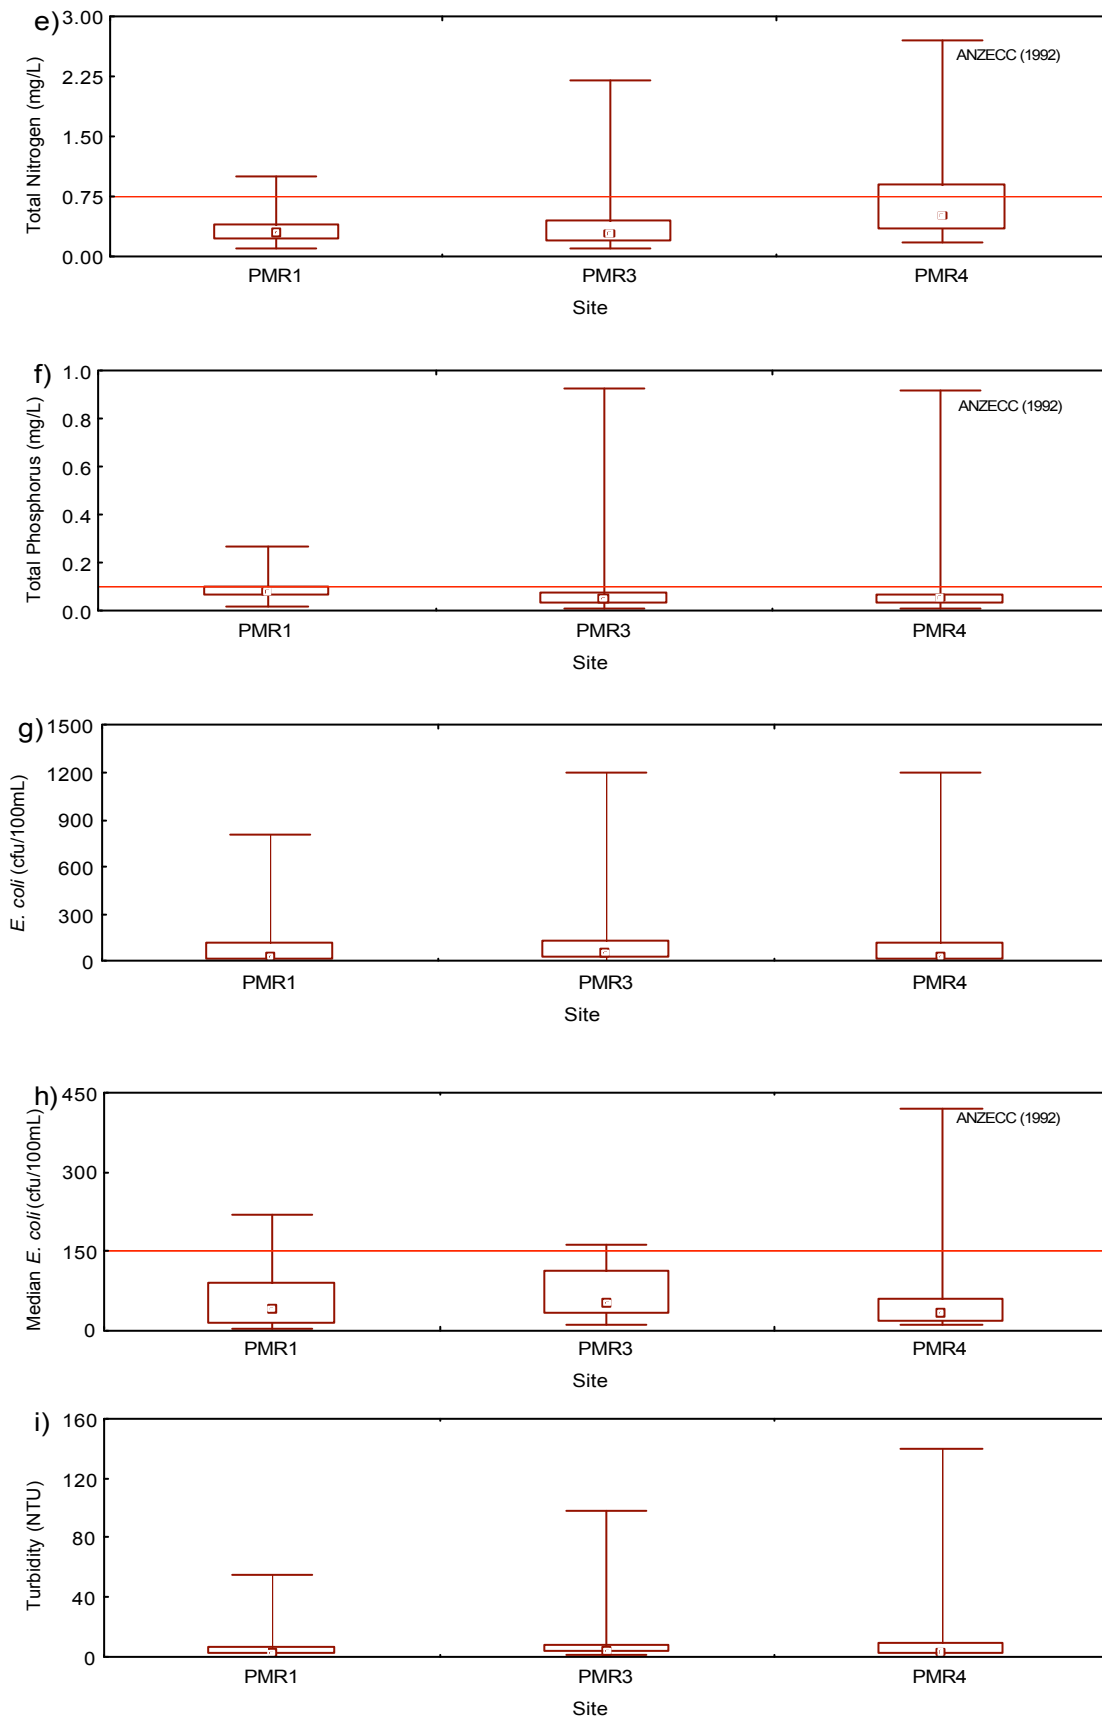 e)
Total Nitrogen (mg/L)
3.00
2.25
1.50
0.75
0.00
ANZECC (1992)
PMR1 PMR3 PMR4
Site
f)
Total Phosphorus (mg/L)
1.0
0.8
0.6
0.4
0.2
0.0
ANZECC (1992)
PMR1 PMR3 PMR4
Site
g)
E. coli (cfu/100mL)
1500
1200
900
600
300
0
PMR1 PMR3 PMR4
Site
h)
Median E. coli (cfu/100mL)
450
300
150
0
ANZECC (1992)
PMR1 PMR3 PMR4
Site
i)
Turbidity (NTU)
160
120
80
40
0
PMR1 PMR3 PMR4
Site